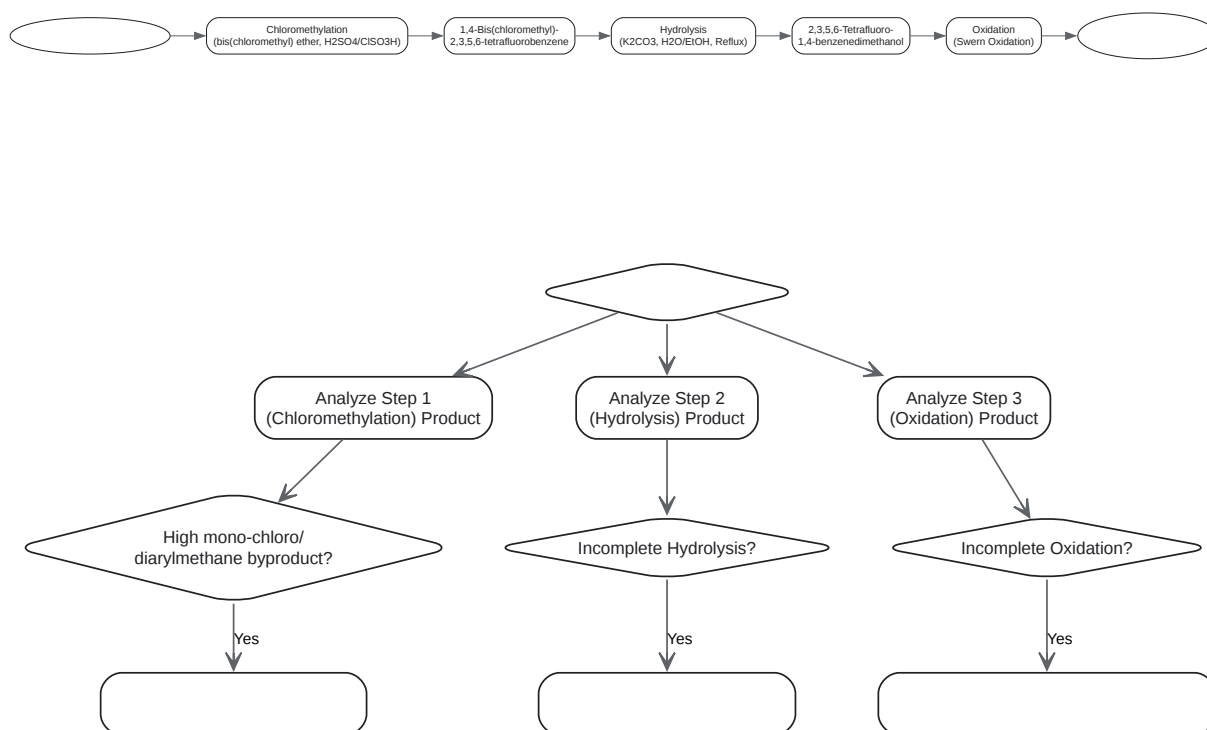 Chloromethylation
(bis(chloromethyl) ether, H2SO4/ClSO3H)
1,4-Bis(chloromethyl)-
2,3,5,6-tetrafluorobenzene
Hydrolysis
(K2CO3, H2O/EtOH, Reflux)
2,3,5,6-Tetrafluoro-
1,4-benzenedimethanol
Oxidation
(Swern Oxidation)
Analyze Step 1
(Chloromethylation) Product
Analyze Step 2
(Hydrolysis) Product
Analyze Step 3
(Oxidation) Product
High mono-chloro/
diarylmethane byproduct?
Incomplete Hydrolysis?
Incomplete Oxidation?
Yes
Yes
Yes